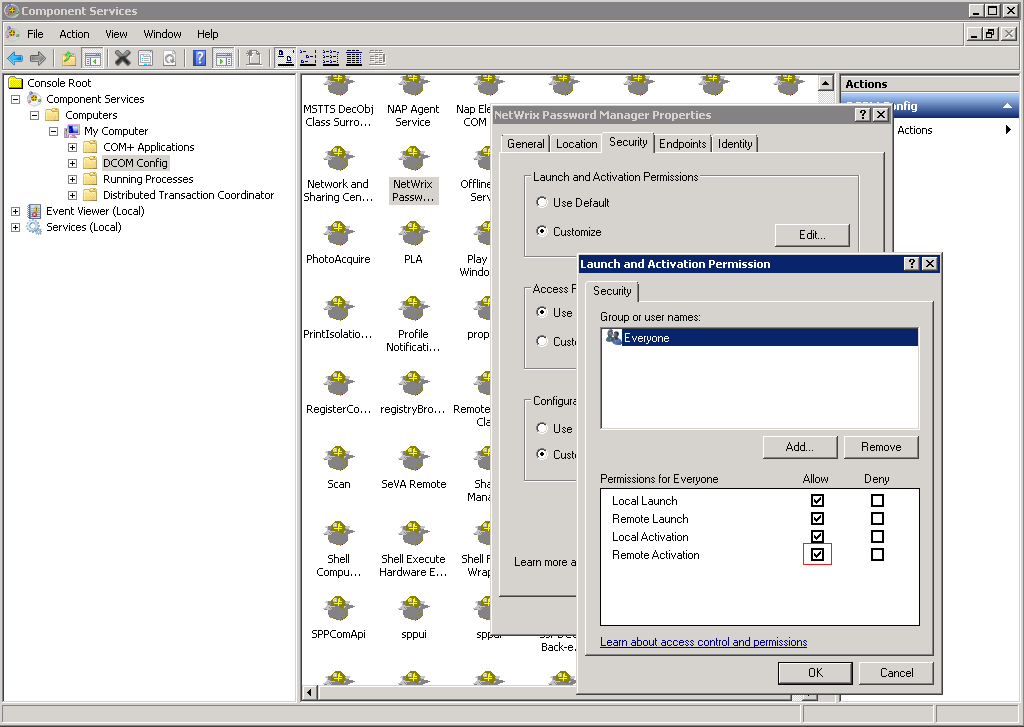 Component Services
File Action View Window Help
Console Root
Component Services
Computers
My Computer
COM+ Applications
DCOM Config
Running Processes
Distributed Transaction Coordinator
Event Viewer (Local)
Services (Local)
MSTTS DecObj
Class Surro...
NAP Agent
Service
Nap Ele
COM
Network and
Sharing Cen...
NetWrix
Passw...
Offline
Serv
PhotoAcquire
PLA
Play
Windo
PrintIsolatio...
Profile
Notificati...
prop
RegisterCo...
registryBro...
Remote
Cla
Scan
SeVA Remote
Sha
Mana
Shell
Compu...
Shell Execute
Hardware E...
Shell F
Wrap
SPPComApi
sppui
sppu
Back-e.
Actions
nfig
Actions
NetWrix Password Manager Properties
General Location Security Endpoints Identity
Launch and Activation Permissions
Use Default
Customize
Edit...
Access P
Use
Custo
Configura
Use
Custo
Learn more a
Launch and Activation Permission
Security
Group or user names:
Everyone
Add... Remove
Permissions for Everyone Allow Deny
Local Launch
Remote Launch
Local Activation
Remote Activation
Learn about access control and permissions
OK Cancel